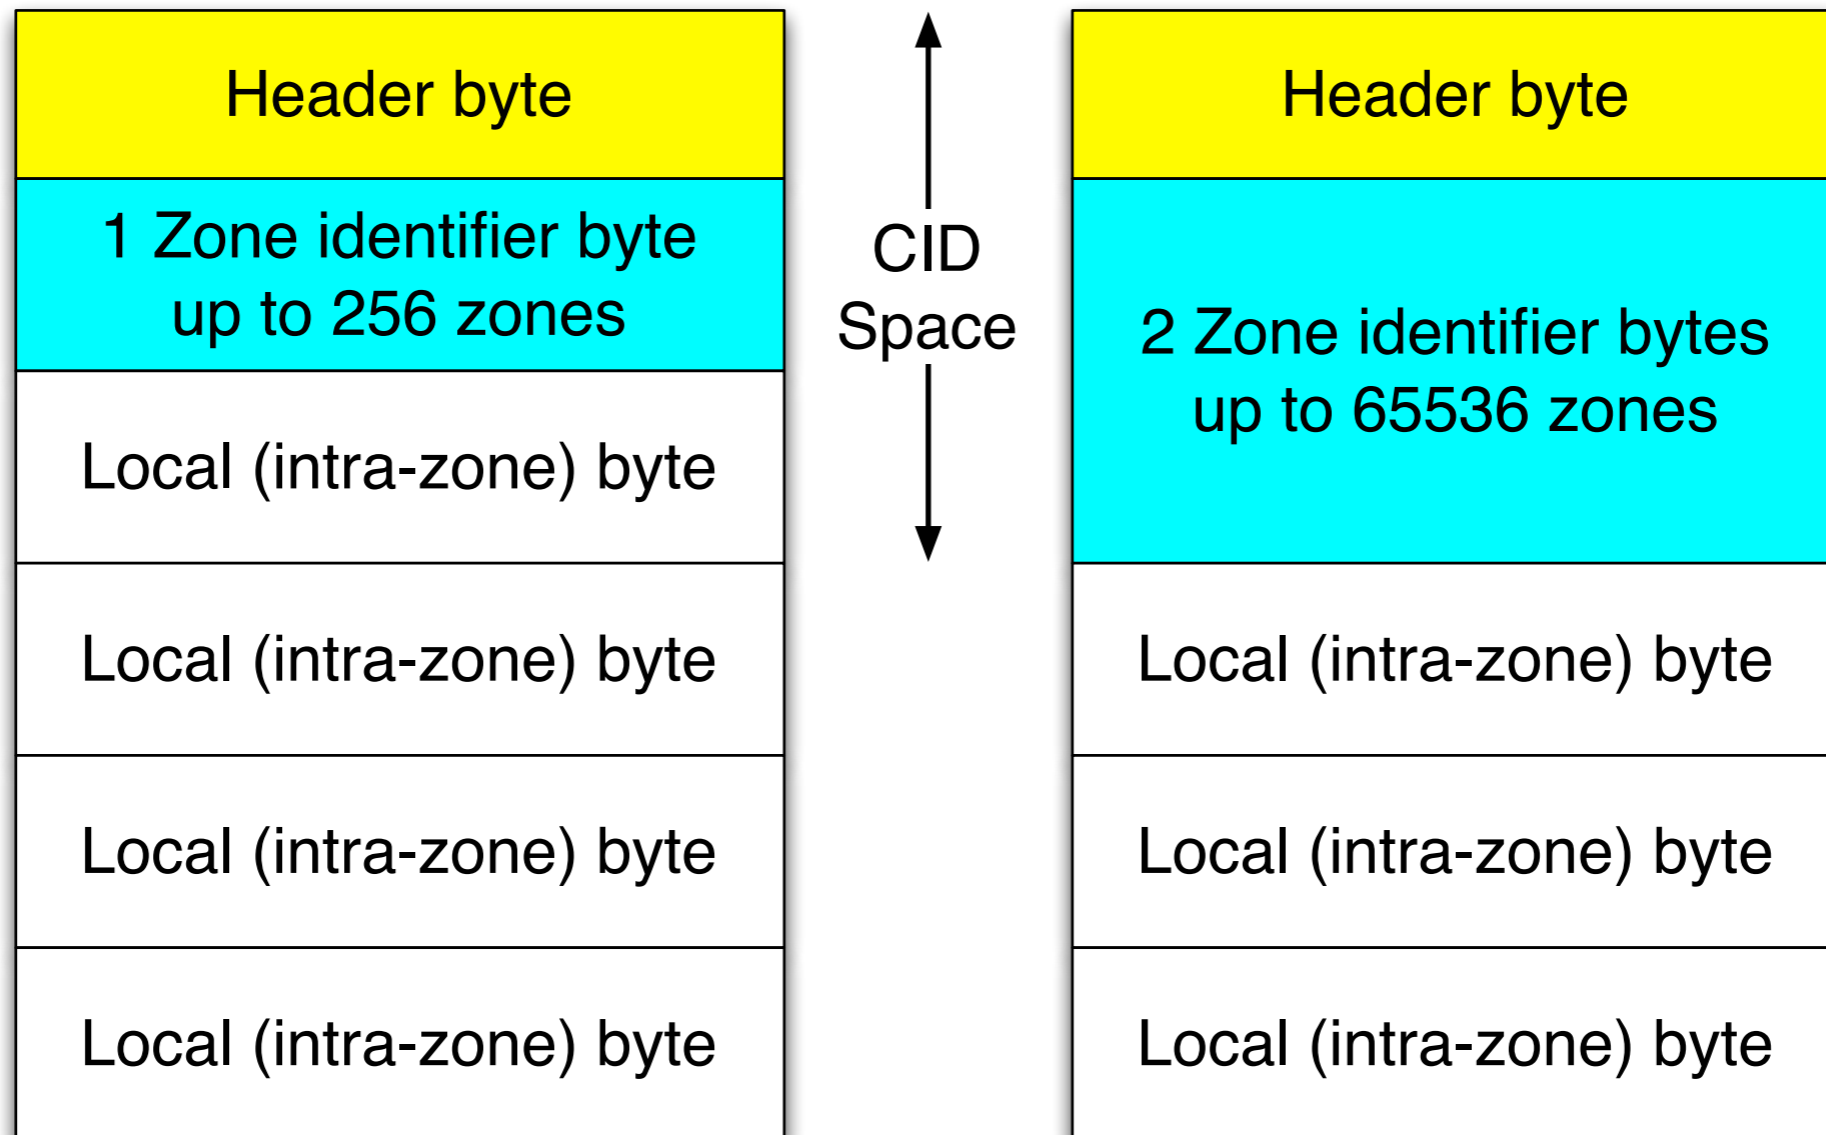 Header byte
1 Zone identifier byte
up to 256 zones
Local (intra-zone) byte
Local (intra-zone) byte
Local (intra-zone) byte
Local (intra-zone) byte
CID
Space
Header byte
2 Zone identifier bytes
up to 65536 zones
Local (intra-zone) byte
Local (intra-zone) byte
Local (intra-zone) byte